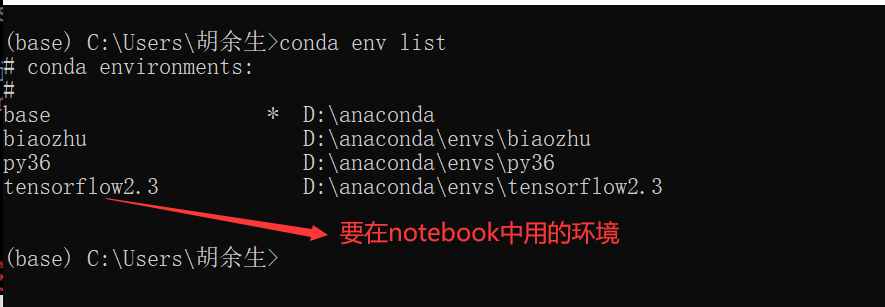 (base) C:\Users\胡余生>conda env list
# conda environments:
#
base                  *  D:\anaconda
biaozhu                  D:\anaconda\envs\biaozhu
py36                     D:\anaconda\envs\py36
tensorflow2.3            D:\anaconda\envs\tensorflow2.3
要在notebook中用的环境
(base) C:\Users\胡余生>